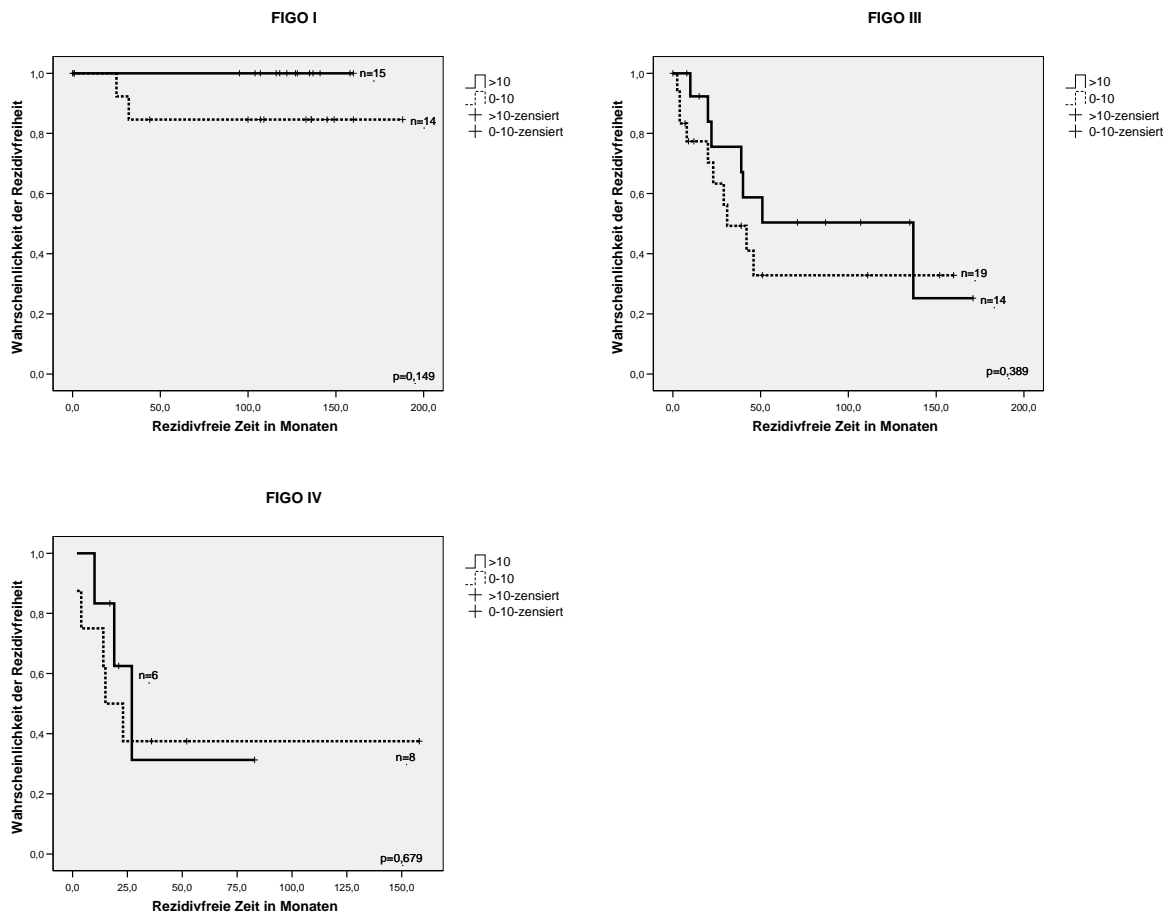 FIGO I
Wahrscheinlichkeit der Rezidivfreiheit
1,0
0,8
0,6
0,4
0,2
0,0
n=15
n=14
p=0,149
0,0 50,0 100,0 150,0 200,0
Rezidivfreie Zeit in Monaten
>10
0-10
>10-zensiert
0-10-zensiert
FIGO III
Wahrscheinlichkeit der Rezidivfreiheit
1,0
0,8
0,6
0,4
0,2
0,0
n=19
n=14
p=0,389
0,0 50,0 100,0 150,0 200,0
Rezidivfreie Zeit in Monaten
>10
0-10
>10-zensiert
0-10-zensiert
FIGO IV
Wahrscheinlichkeit der Rezidivfreiheit
1,0
0,8
0,6
0,4
0,2
0,0
n=6
n=8
p=0,679
0,0 25,0 50,0 75,0 100,0 125,0 150,0
Rezidivfreie Zeit in Monaten
>10
0-10
>10-zensiert
0-10-zensiert